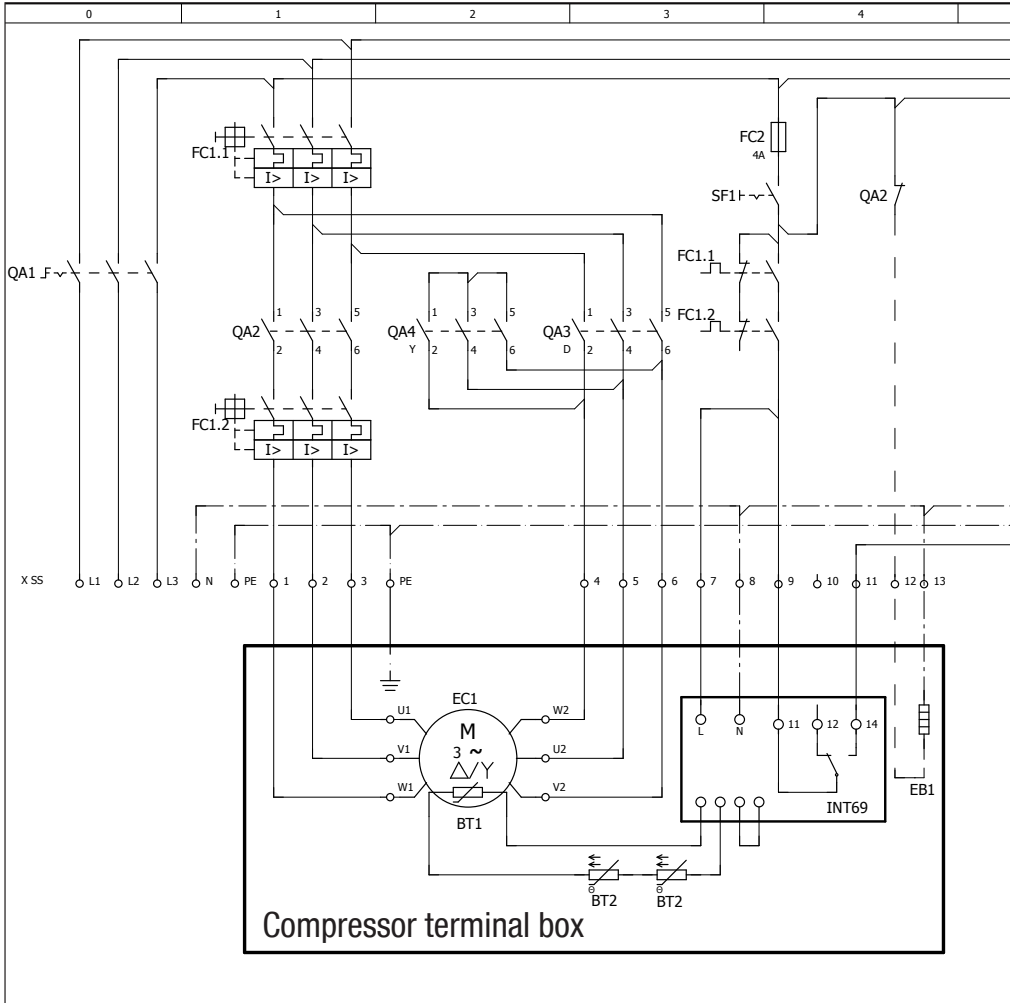 0 1 2 3 4
FC1.1
I> I> I>
FC2
4A
SF1
QA2
QA1
FC1.1
FC1.2
QA2
1 3 5
2 4 6
QA4
Y
1 3 5
2 4 6
QA3
D
1 3 5
2 4 6
FC1.2
I> I> I>
X SS L1 L2 L3 N PE 1 2 3 PE 4 5 6 7 8 9 10 11 12 13
EC1
M
3 ~
△/Y
U1
V1
W1
W2
U2
V2
BT1
L N 11 12 14
INT69
EB1
Θ Θ
BT2 BT2
Compressor terminal box